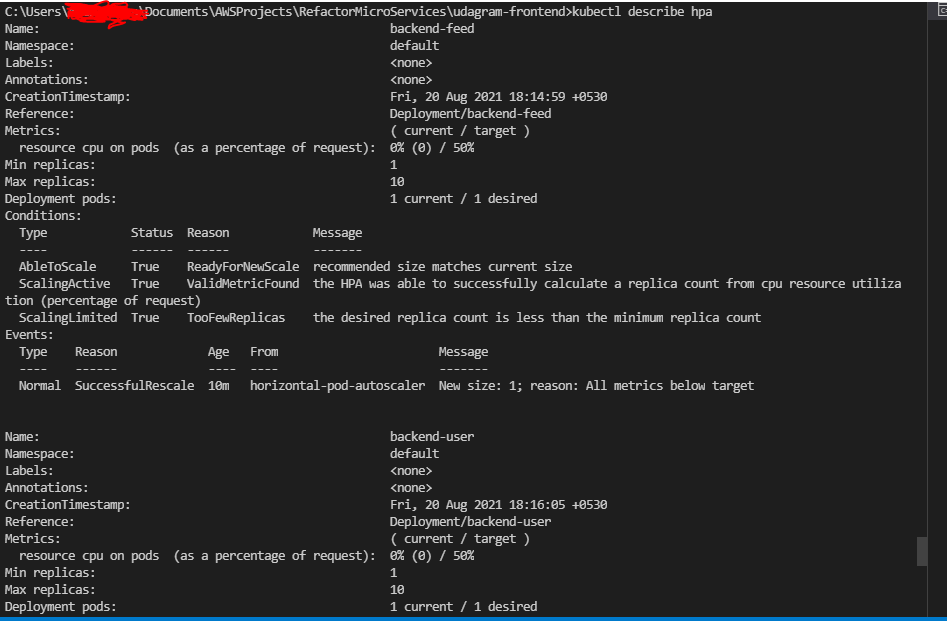 C:\Users\ \Documents\AWSProjects\RefactorMicroServices\udagram-frontend>kubectl describe hpa
Name: backend-feed
Namespace: default
Labels: <none>
Annotations: <none>
CreationTimestamp: Fri, 20 Aug 2021 18:14:59 +0530
Reference: Deployment/backend-feed
Metrics: ( current / target )
  resource cpu on pods  (as a percentage of request): 0% (0) / 50%
Min replicas: 1
Max replicas: 10
Deployment pods: 1 current / 1 desired
Conditions:
  Type            Status  Reason            Message
  ----            ------  ------            -------
  AbleToScale     True    ReadyForNewScale  recommended size matches current size
  ScalingActive   True    ValidMetricFound  the HPA was able to successfully calculate a replica count from cpu resource utiliza
tion (percentage of request)
  ScalingLimited  True    TooFewReplicas    the desired replica count is less than the minimum replica count
Events:
  Type    Reason             Age   From                       Message
  ----    ------             ----  ----                       -------
  Normal  SuccessfulRescale  10m   horizontal-pod-autoscaler  New size: 1; reason: All metrics below target
Name: backend-user
Namespace: default
Labels: <none>
Annotations: <none>
CreationTimestamp: Fri, 20 Aug 2021 18:16:05 +0530
Reference: Deployment/backend-user
Metrics: ( current / target )
  resource cpu on pods  (as a percentage of request): 0% (0) / 50%
Min replicas: 1
Max replicas: 10
Deployment pods: 1 current / 1 desired